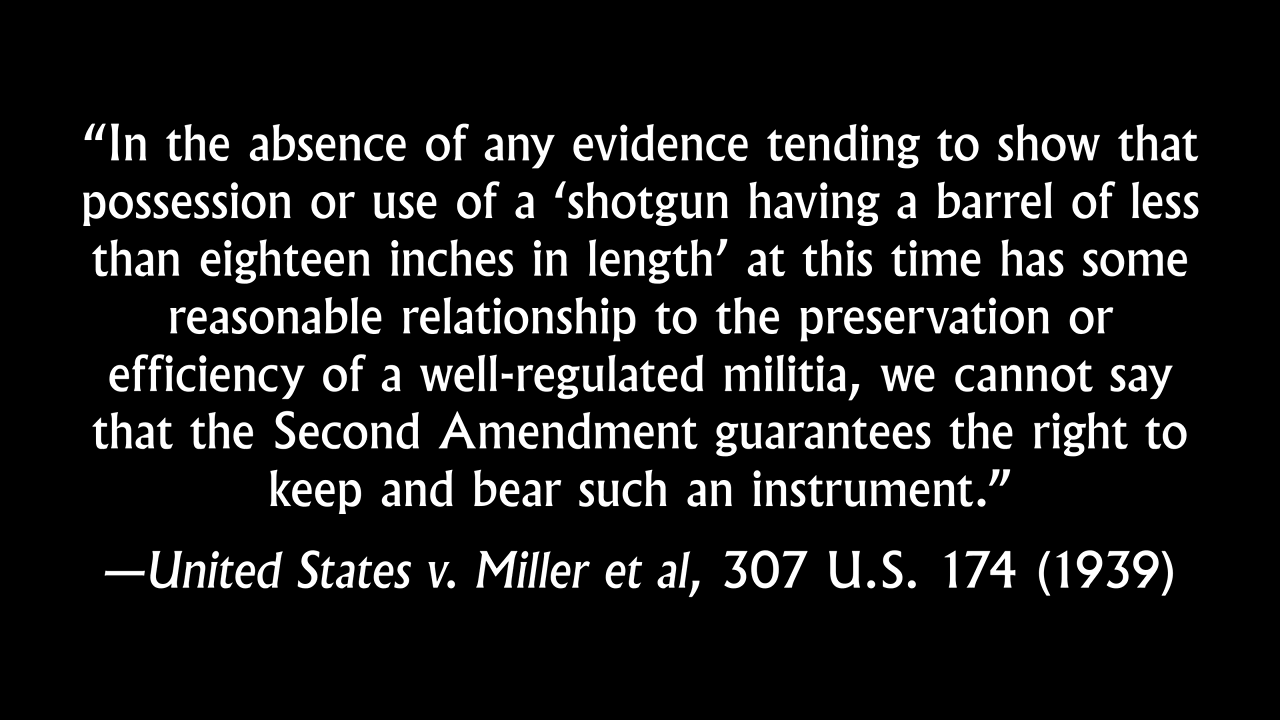 “In the absence of any evidence tending to show that
possession or use of a ‘shotgun having a barrel of less
than eighteen inches in length’ at this time has some
reasonable relationship to the preservation or
efficiency of a well-regulated militia, we cannot say
that the Second Amendment guarantees the right to
keep and bear such an instrument.”
—United States v. Miller et al, 307 U.S. 174 (1939)